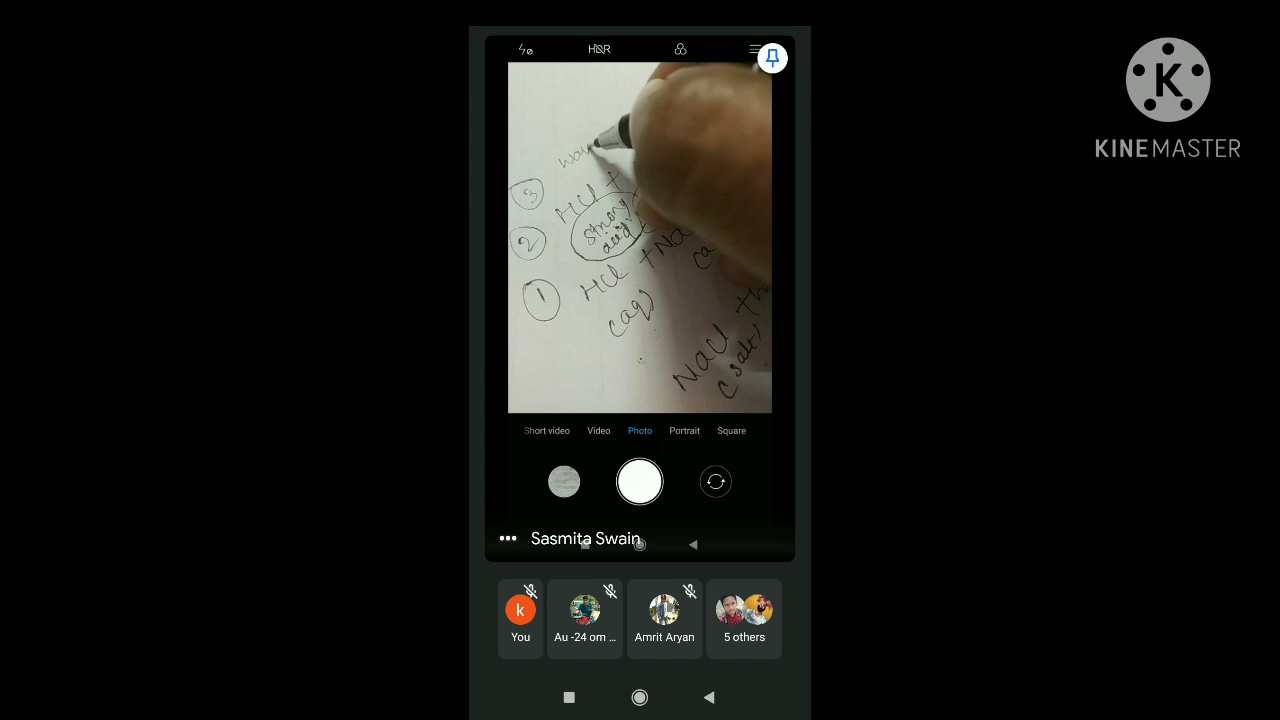 HDR
K
KINEMASTER
3
HCl +
2
strong
acid
HCl + Na
1
(aq)
NaCl +
(salt)
Short video Video Photo Portrait Square
Sasmita Swain
k
You
Au -24 om ...
Amrit Aryan
5 others